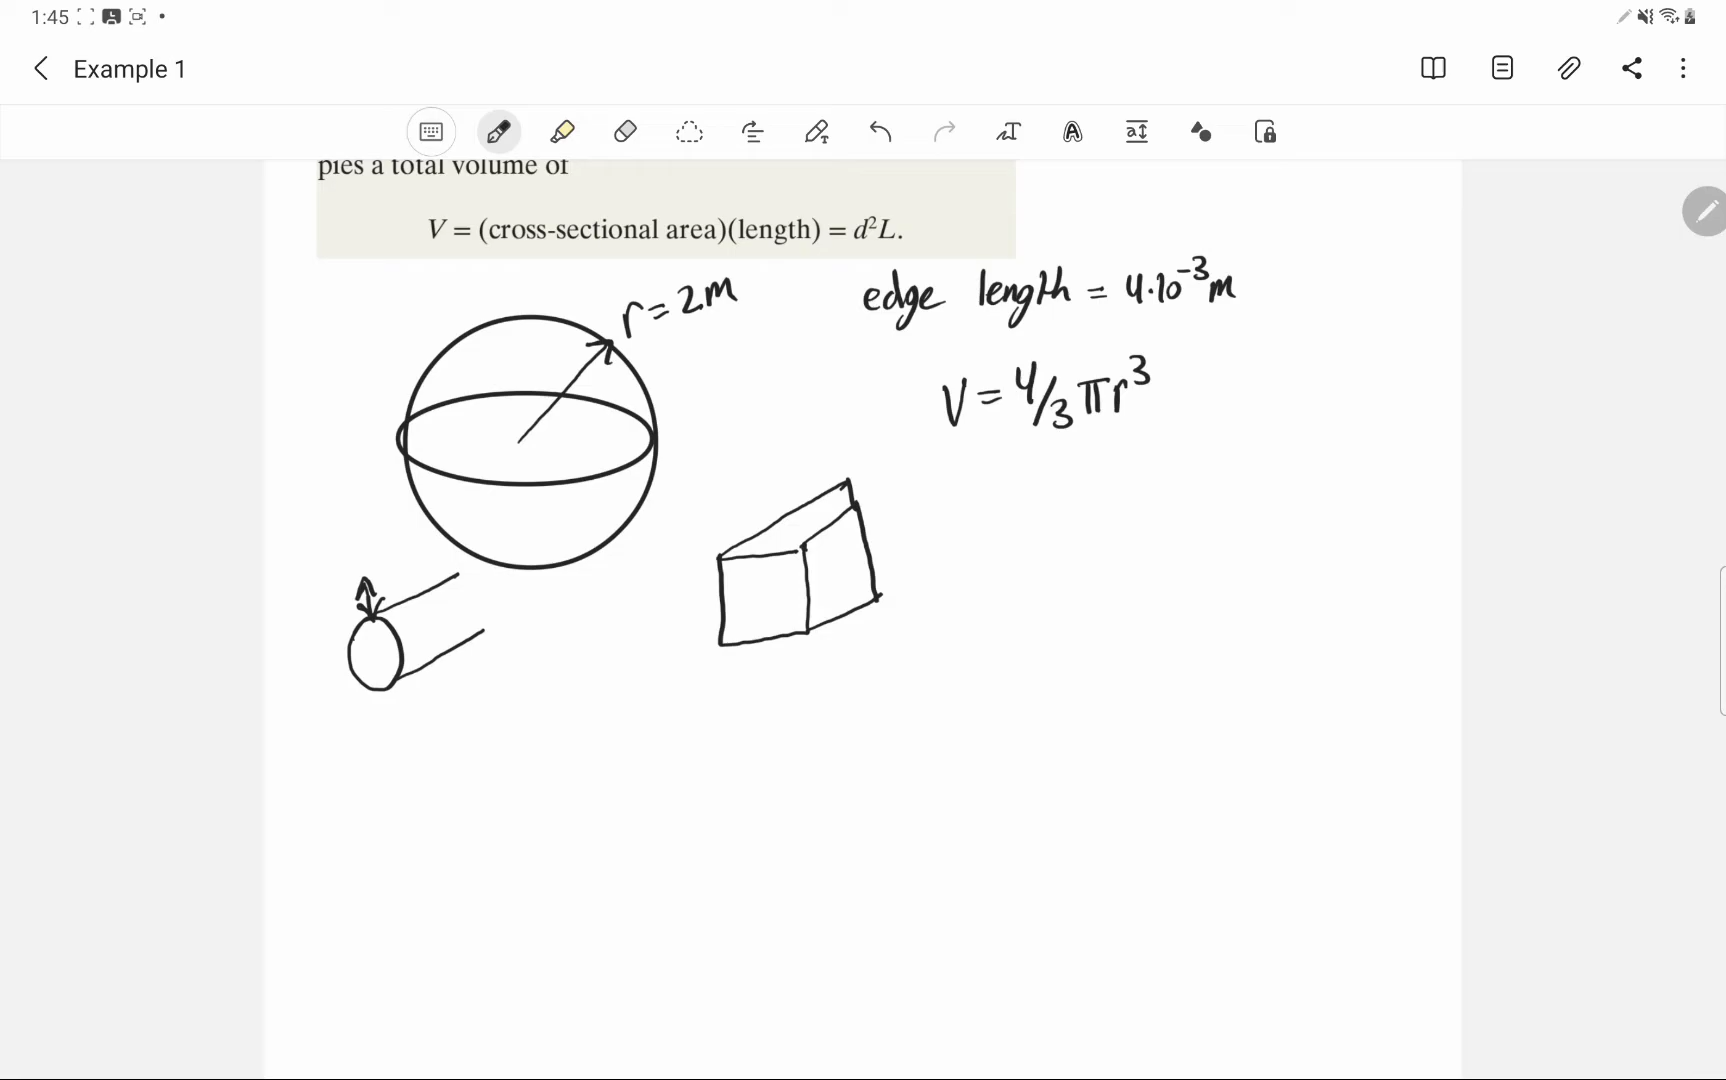 1:45
Example 1
pies a total volume of
V = (cross-sectional area)(length) = d²L.
r = 2m
edge length = 4·10⁻³m
V = 4/3 πr³